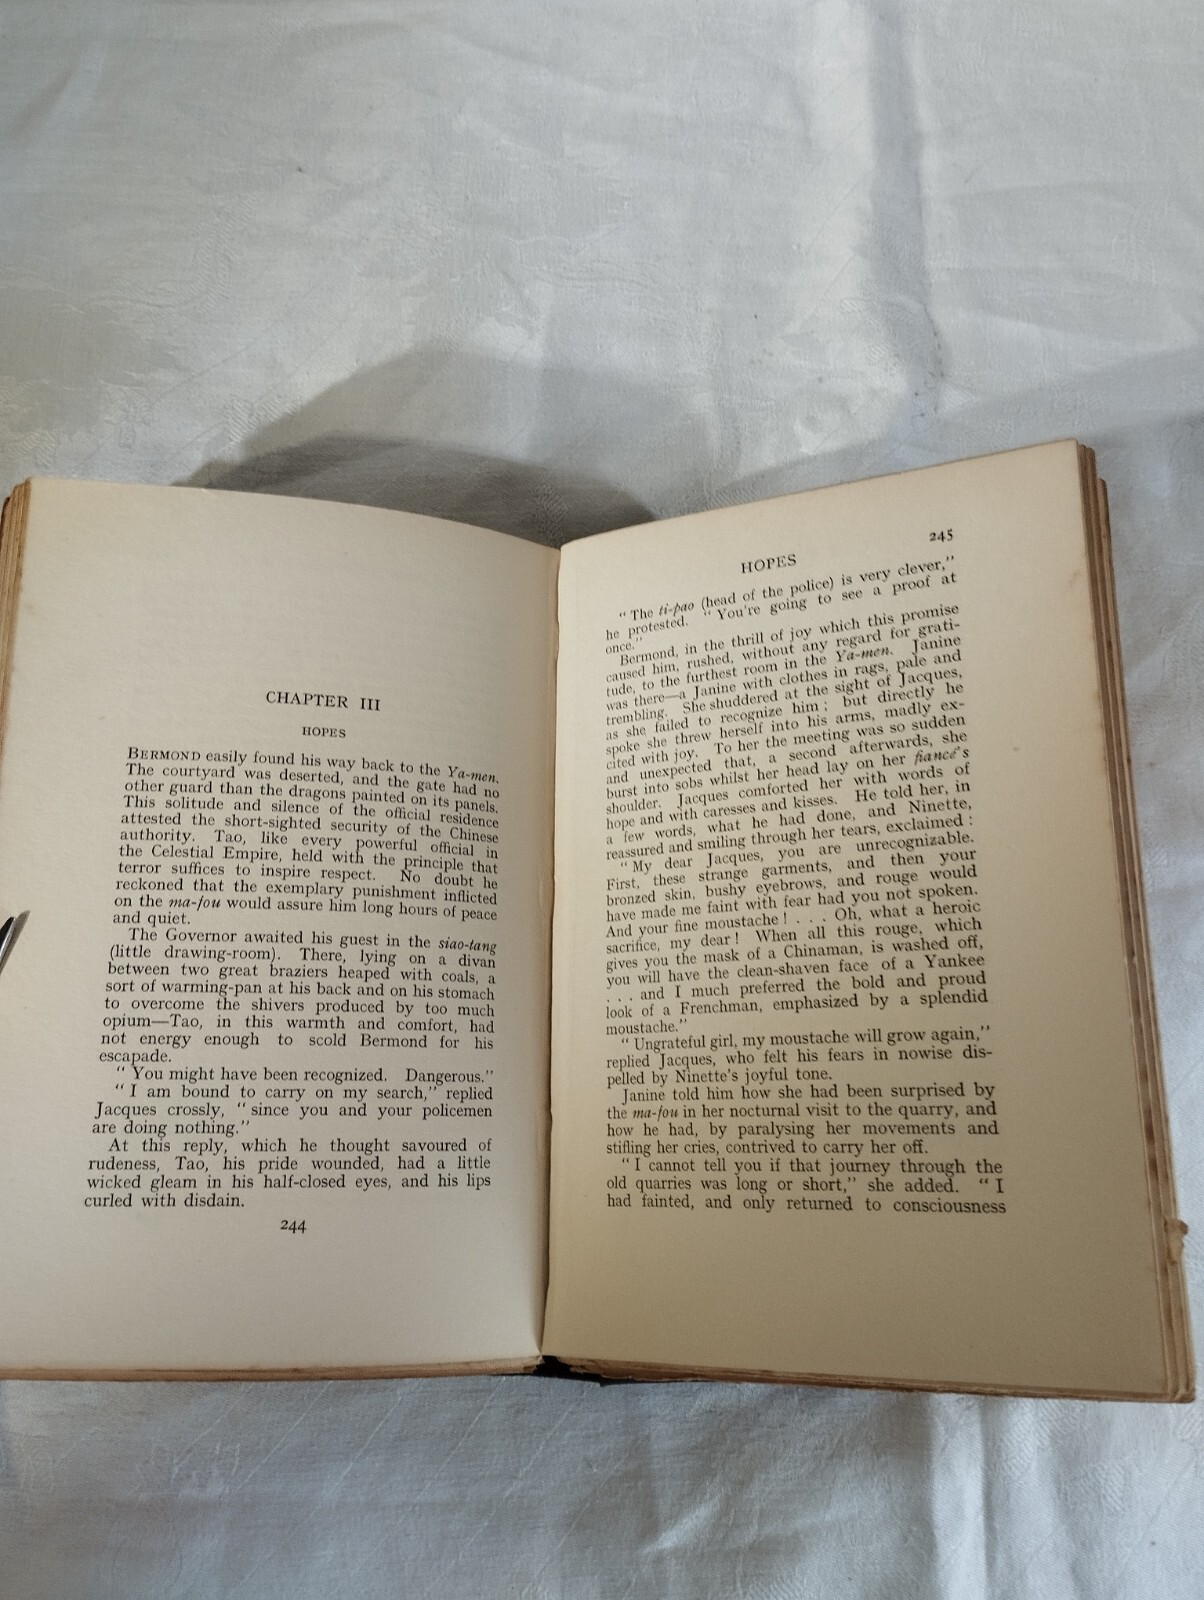 CHAPTER III
HOPES
BERMOND easily found his way back to the Ya-men.
The courtyard was deserted, and the gate had no
other guard than the dragons painted on its panels.
This solitude and silence of the official residence
attested the short-sighted security of the Chinese
authority. Tao, like every powerful official in
the Celestial Empire, held with the principle that
terror suffices to inspire respect. No doubt he
reckoned that the exemplary punishment inflicted
on the ma-fou would assure him long hours of peace
and quiet.
The Governor awaited his guest in the siao-tang
(little drawing-room). There, lying on a divan
between two great braziers heaped with coals, a
sort of warming-pan at his back and on his stomach
to overcome the shivers produced by too much
opium—Tao, in this warmth and comfort, had
not energy enough to scold Bermond for his
escapade.
"You might have been recognized. Dangerous."
"I am bound to carry on my search," replied
Jacques crossly, "since you and your policemen
are doing nothing."
At this reply, which he thought savoured of
rudeness, Tao, his pride wounded, had a little
wicked gleam in his half-closed eyes, and his lips
curled with disdain.
244
HOPES 245
"The ti-pao (head of the police) is very clever,"
he protested. "You're going to see a proof at
once."
Bermond, in the thrill of joy which this promise
caused him, rushed, without any regard for grati-
tude, to the furthest room in the Ya-men. Janine
was there—a Janine with clothes in rags, pale and
trembling. She shuddered at the sight of Jacques,
as she failed to recognize him; but directly he
spoke she threw herself into his arms, madly ex-
cited with joy. To her the meeting was so sudden
and unexpected that, a second afterwards, she
burst into sobs whilst her head lay on her fiancé's
shoulder. Jacques comforted her with words of
hope and with caresses and kisses. He told her, in
a few words, what he had done, and Ninette,
reassured and smiling through her tears, exclaimed:
"My dear Jacques, you are unrecognizable.
First, these strange garments, and then your
bronzed skin, bushy eyebrows, and rouge would
have made me faint with fear had you not spoken.
And your fine moustache! . . . Oh, what a heroic
sacrifice, my dear! When all this rouge, which
gives you the mask of a Chinaman, is washed off,
you will have the clean-shaven face of a Yankee
. . . and I much preferred the bold and proud
look of a Frenchman, emphasized by a splendid
moustache."
"Ungrateful girl, my moustache will grow again,"
replied Jacques, who felt his fears in nowise dis-
pelled by Ninette's joyful tone.
Janine told him how she had been surprised by
the ma-fou in her nocturnal visit to the quarry, and
how he had, by paralysing her movements and
stifling her cries, contrived to carry her off.
"I cannot tell you if that journey through the
old quarries was long or short," she added. "I
had fainted, and only returned to consciousness